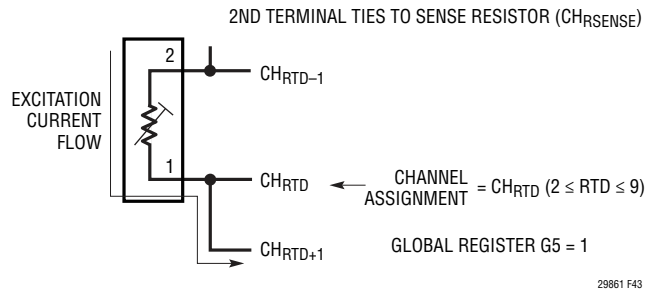 2ND TERMINAL TIES TO SENSE RESISTOR (CHRSENSE)
2
CHRTD–1
EXCITATION
CURRENT
FLOW
1
CHRTD
CHANNEL
ASSIGNMENT
= CHRTD (2 ≤ RTD ≤ 9)
CHRTD+1
GLOBAL REGISTER G5 = 1
29861 F43